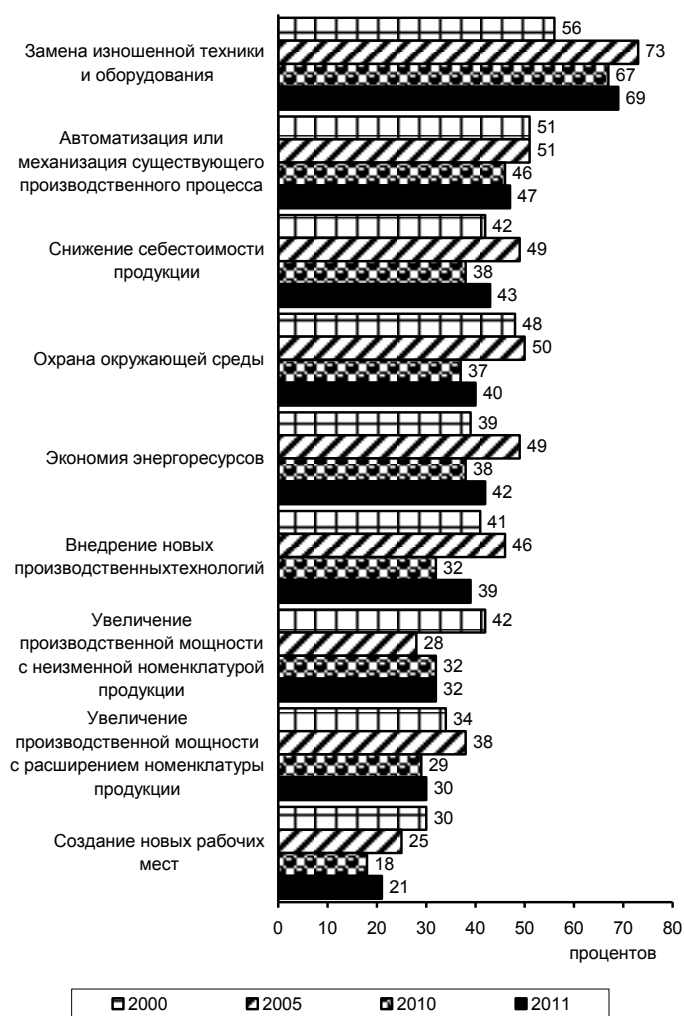 56
Замена изношенной техники
и оборудования
73
67
69
Автоматизация или
механизация существующего
производственного процесса
51
51
46
47
Снижение себестоимости
продукции
42
49
38
43
Охрана окружающей среды
48
50
37
40
Экономия энергоресурсов
39
49
38
42
Внедрение новых
производственныхтехнологий
41
46
32
39
Увеличение
производственной мощности
с неизменной номенклатурой
продукции
42
28
32
32
Увеличение
производственной мощности
с расширением номенклатуры
продукции
34
38
29
30
Создание новых рабочих
мест
30
25
18
21
0 10 20 30 40 50 60 70 80
процентов
2000 2005 2010 2011